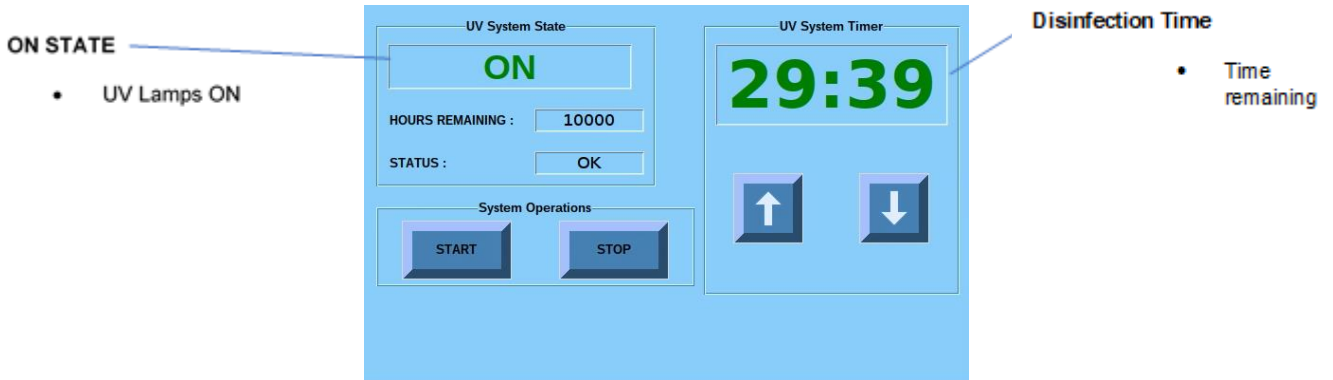 ON STATE
• UV Lamps ON
UV System State
ON
HOURS REMAINING : 10000
STATUS : OK
System Operations
START STOP
UV System Timer
29:39
Disinfection Time
• Time
remaining